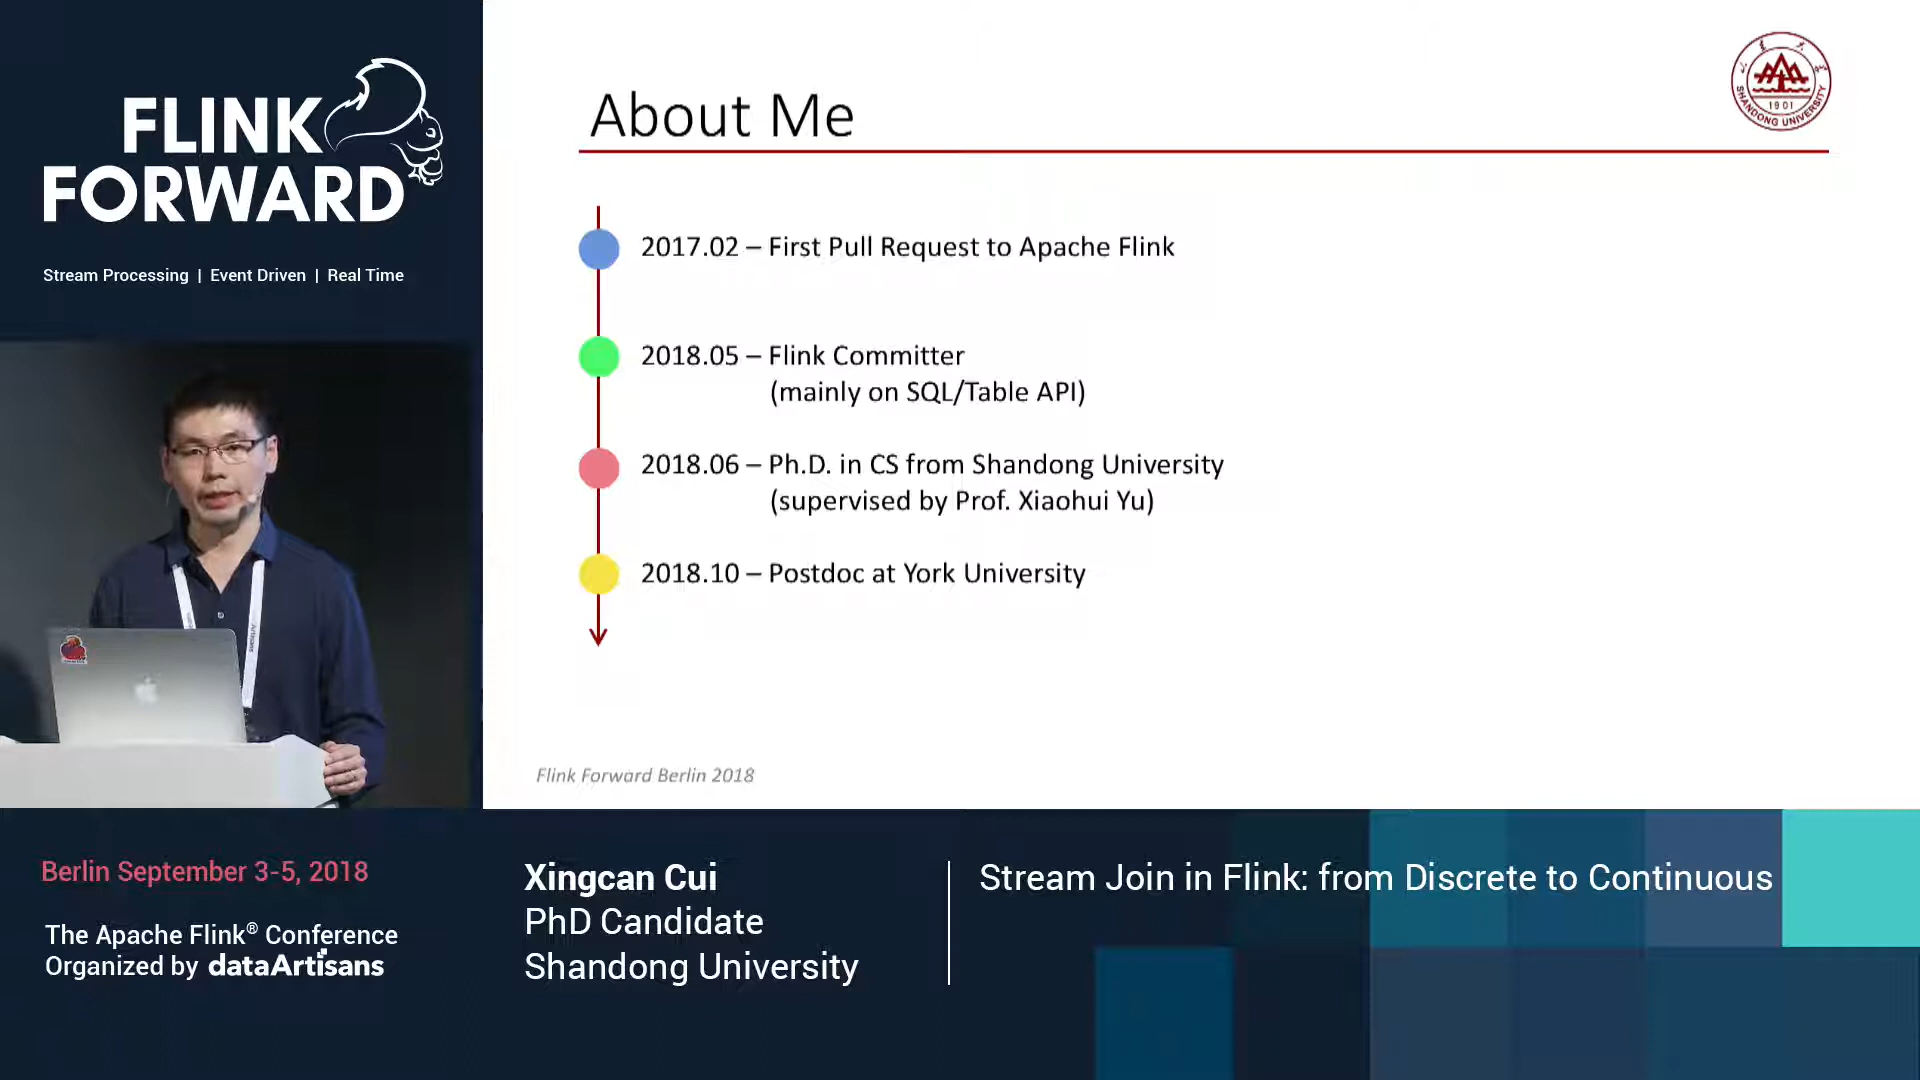 FLINK
FORWARD
Stream Processing | Event Driven | Real Time
About Me
SHANDONG UNIVERSITY
1901
2017.02 – First Pull Request to Apache Flink
2018.05 – Flink Committer
(mainly on SQL/Table API)
2018.06 – Ph.D. in CS from Shandong University
(supervised by Prof. Xiaohui Yu)
2018.10 – Postdoc at York University
Flink Forward Berlin 2018
Berlin September 3-5, 2018
The Apache Flink® Conference
Organized by dataArtisans
Xingcan Cui
PhD Candidate
Shandong University
Stream Join in Flink: from Discrete to Continuous